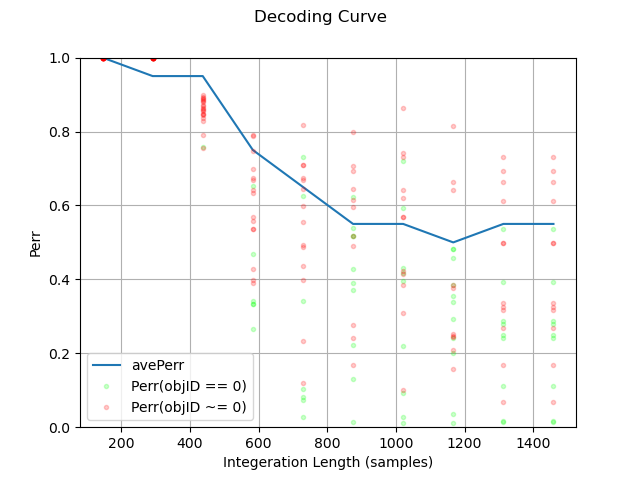 Decoding Curve
1.0
0.8
0.6
0.4
0.2
0.0
Perr
avePerr
Perr(objID == 0)
Perr(objID ~= 0)
200 400 600 800 1000 1200 1400
Integeration Length (samples)